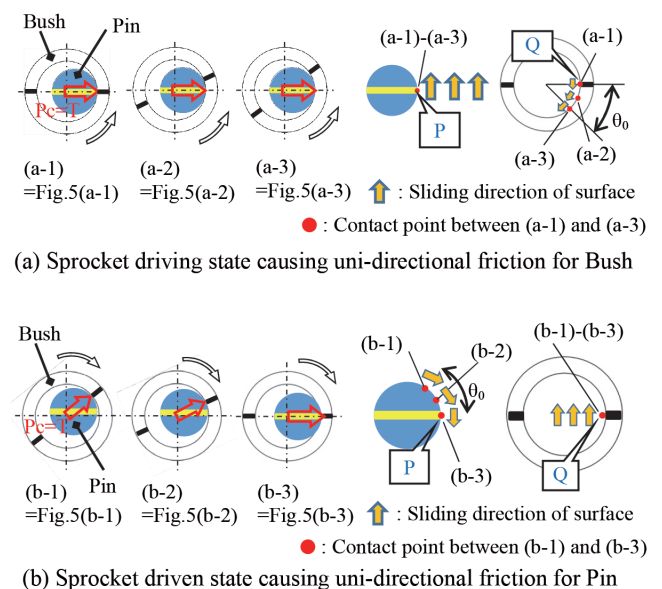 Bush
Pin
Pc=T
(a-1)
=Fig.5(a-1)
(a-2)
=Fig.5(a-2)
(a-3)
=Fig.5(a-3)
(a-1)-(a-3)
P
Q
(a-1)
θ0
(a-3)
(a-2)
: Sliding direction of surface
: Contact point between (a-1) and (a-3)
(a) Sprocket driving state causing uni-directional friction for Bush
Bush
Pc=T
Pin
(b-1)
=Fig.5(b-1)
(b-2)
=Fig.5(b-2)
(b-3)
=Fig.5(b-3)
(b-1)
(b-2)
θ0
P
(b-3)
(b-1)-(b-3)
Q
: Sliding direction of surface
: Contact point between (b-1) and (b-3)
(b) Sprocket driven state causing uni-directional friction for Pin